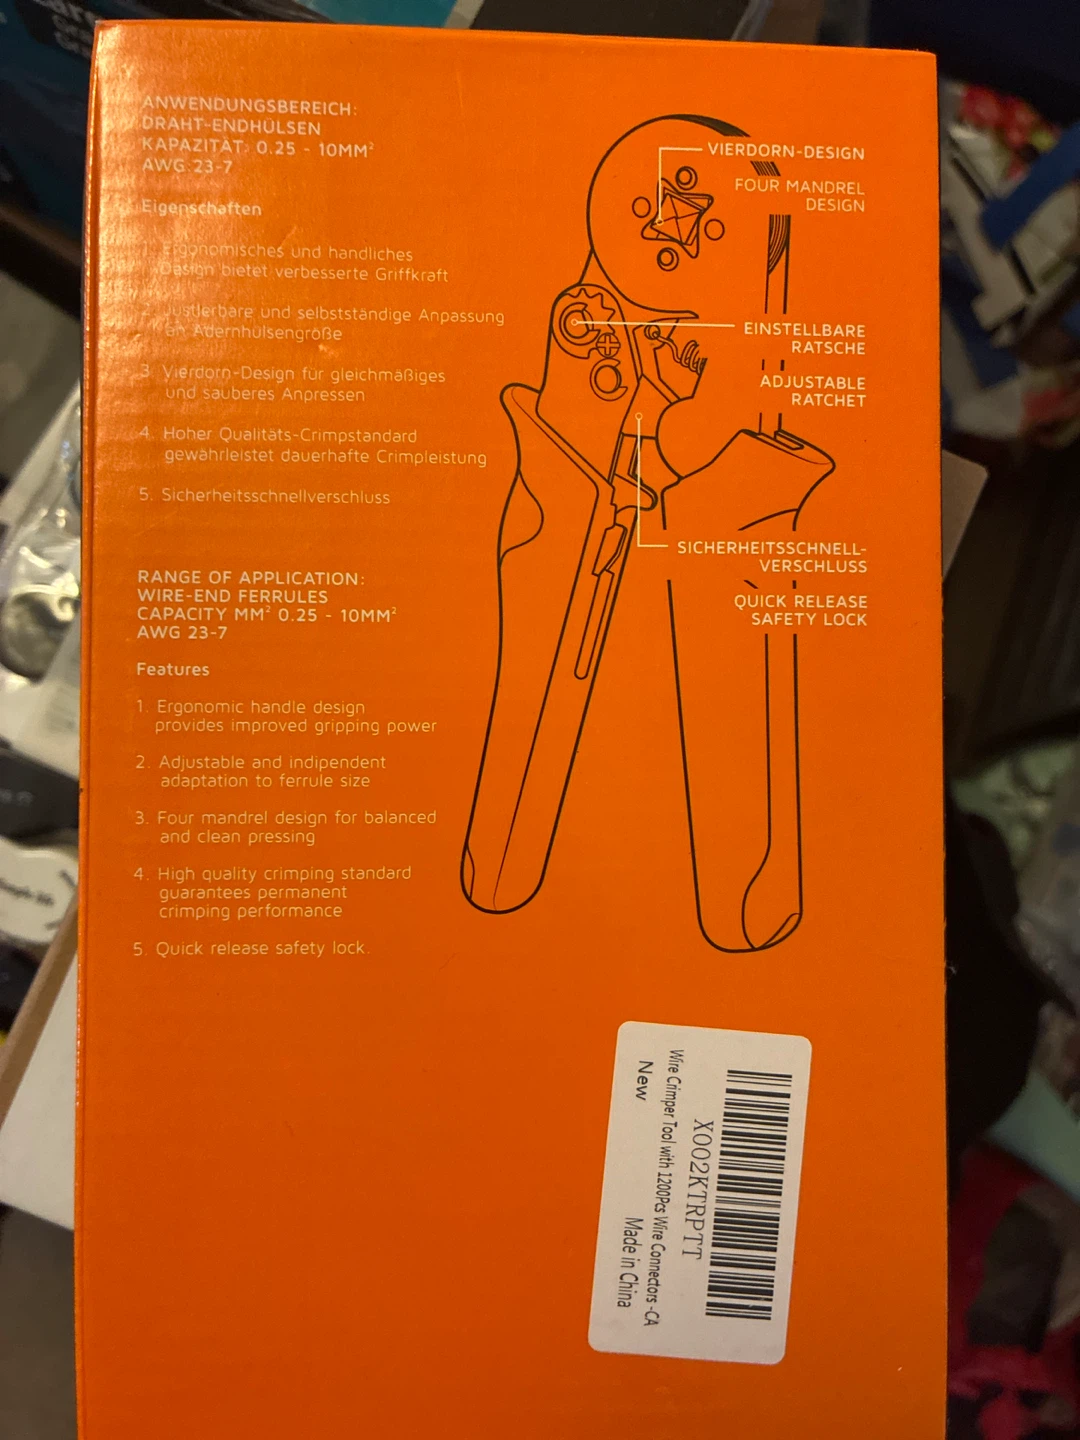 ANWENDUNGSBEREICH:
DRAHT-ENDHÜLSEN
KAPAZITÄT: 0.25 - 10MM²
AWG 23-7
Eigenschaften
Ergonomisches und handliches
Design bietet verbesserte Griffkraft
2. Justierbare und selbstständige Anpassung
an Adernhülsengröße
3. Vierdorn-Design für gleichmäßiges
und sauberes Anpressen
4. Hoher Qualitäts-Crimpstandard
gewährleistet dauerhafte Crimpleistung
5. Sicherheitsschnellverschluss
RANGE OF APPLICATION:
WIRE-END FERRULES
CAPACITY MM² 0.25 - 10MM²
AWG 23-7
Features
1. Ergonomic handle design
provides improved gripping power
2. Adjustable and indipendent
adaptation to ferrule size
3. Four mandrel design for balanced
and clean pressing
4. High quality crimping standard
guarantees permanent
crimping performance
5. Quick release safety lock.
VIERDORN-DESIGN
FOUR MANDREL
DESIGN
EINSTELLBARE
RATSCHE
ADJUSTABLE
RATCHET
SICHERHEITSSCHNELL-
VERSCHLUSS
QUICK RELEASE
SAFETY LOCK
X002KTRPTT
Wire Crimper Tool with 1200Pcs Wire Connectors -CA
New
Made in China